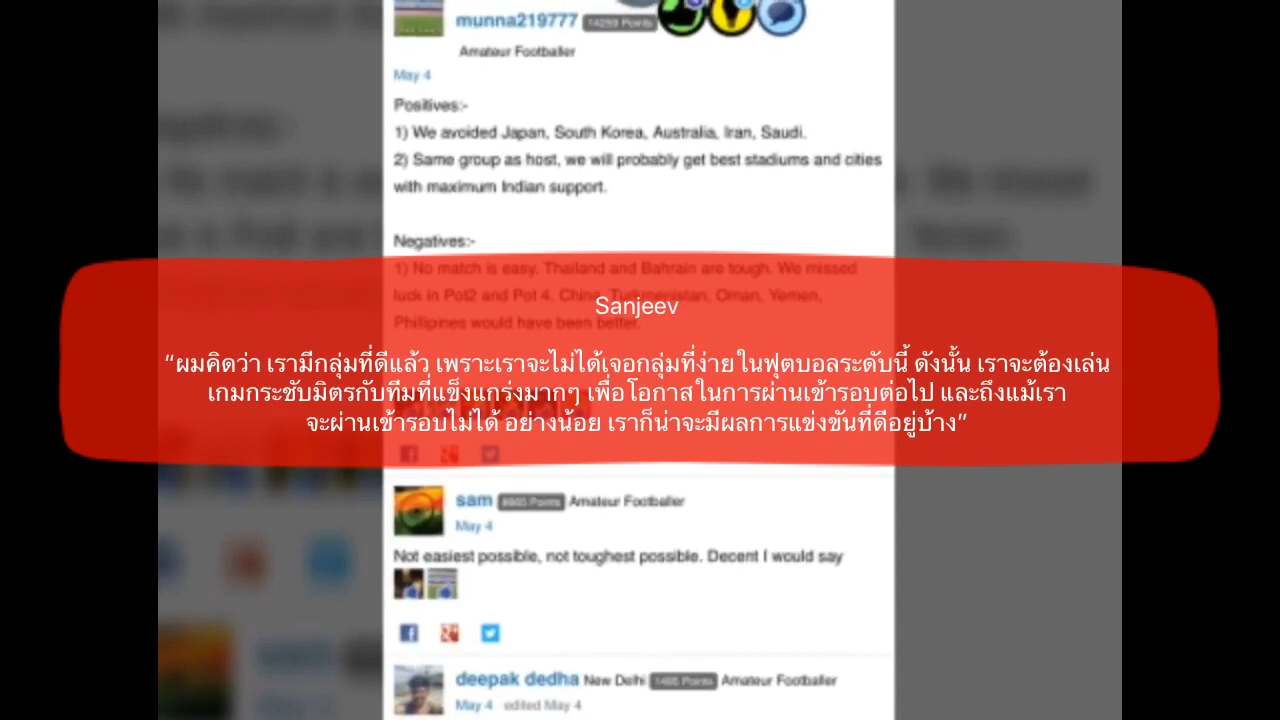 munna219777 14259 Points
Amateur Footballer
May 4
Positives:-
1) We avoided Japan, South Korea, Australia, Iran, Saudi.
2) Same group as host, we will probably get best stadiums and cities
with maximum Indian support.
Negatives:-
1) No match is easy. Thailand and Bahrain are tough. We missed
luck in Pot2 and Pot 4. China, Turkmenistan, Oman, Yemen,
Phillipines would have been better.
Sanjeev
“ผมคิดว่า เรามีกลุ่มที่ดีแล้ว เพราะเราจะไม่ได้เจอกลุ่มที่ง่ายในฟุตบอลระดับนี้ ดังนั้น เราจะต้องเล่น
เกมกระชับมิตรกับทีมที่แข็งแกร่งมากๆ เพื่อโอกาสในการผ่านเข้ารอบต่อไป และถึงแม้เรา
จะผ่านเข้ารอบไม่ได้ อย่างน้อย เราก็น่าจะมีผลการแข่งขันที่ดีอยู่บ้าง”
sam Points Amateur Footballer
May 4
Not easiest possible, not toughest possible. Decent I would say
deepak dedha New Delhi 1485 Points Amateur Footballer
May 4 edited May 4